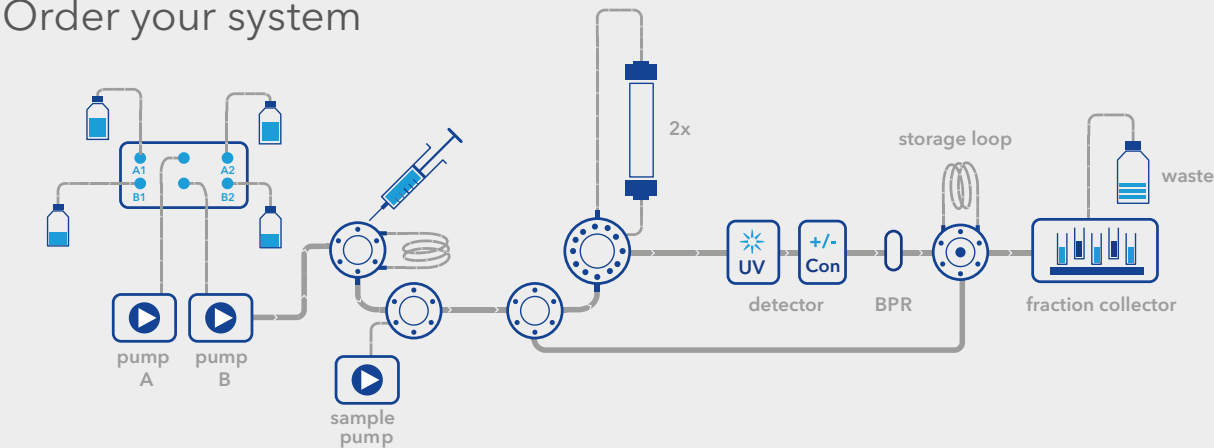 Order your system
2x
storage loop
waste
A1
A2
B1
B2
+/-
UV
Con
detector
BPR
fraction collector
pump
A
pump
B
sample
pump